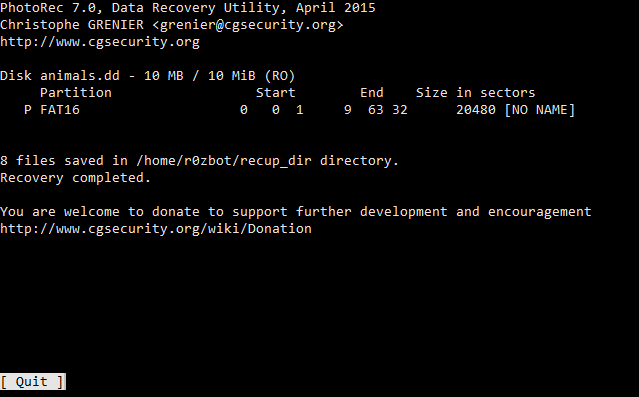 PhotoRec 7.0, Data Recovery Utility, April 2015
Christophe GRENIER <grenier@cgsecurity.org>
http://www.cgsecurity.org
Disk animals.dd - 10 MB / 10 MiB (RO)
Partition Start End Size in sectors
P FAT16 0 0 1 9 63 32 20480 [NO NAME]
8 files saved in /home/r0zbot/recup_dir directory.
Recovery completed.
You are welcome to donate to support further development and encouragement
http://www.cgsecurity.org/wiki/Donation
[ Quit ]